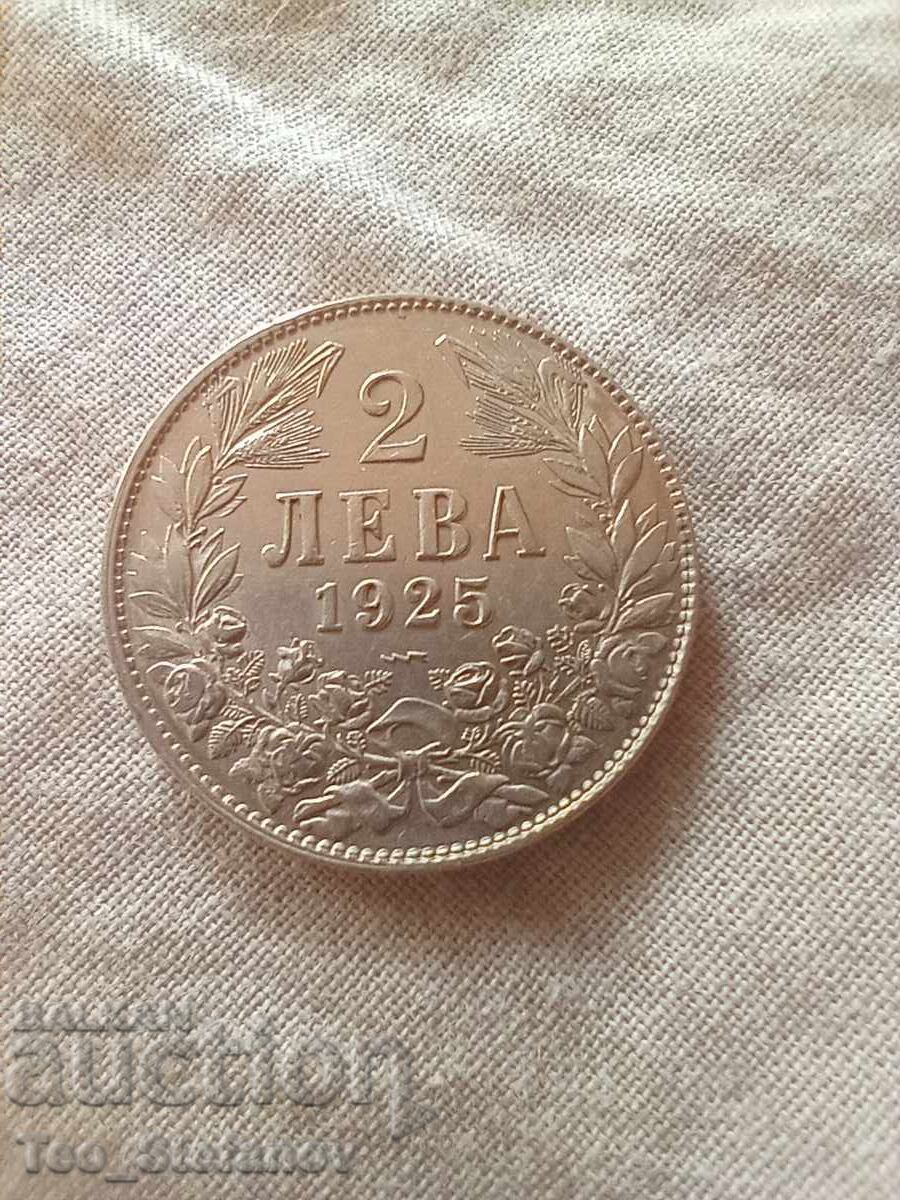 2
ЛЕВА
1925
BALKAN
auction
Teo_Stefanov